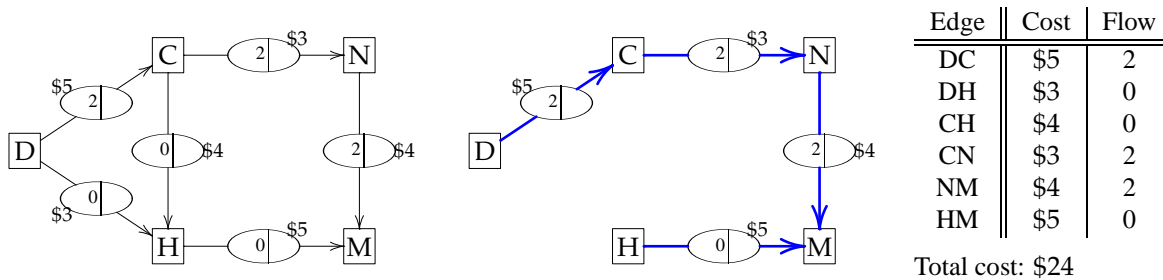 C 2 $3 N
$5 2
D 0 $4 2 $4
0
$3
H 0 $5 M
C 2 $3 N
$5 2
D 2 $4
H 0 $5 M
Edge Cost Flow
DC $5 2
DH $3 0
CH $4 0
CN $3 2
NM $4 2
HM $5 0
Total cost: $24